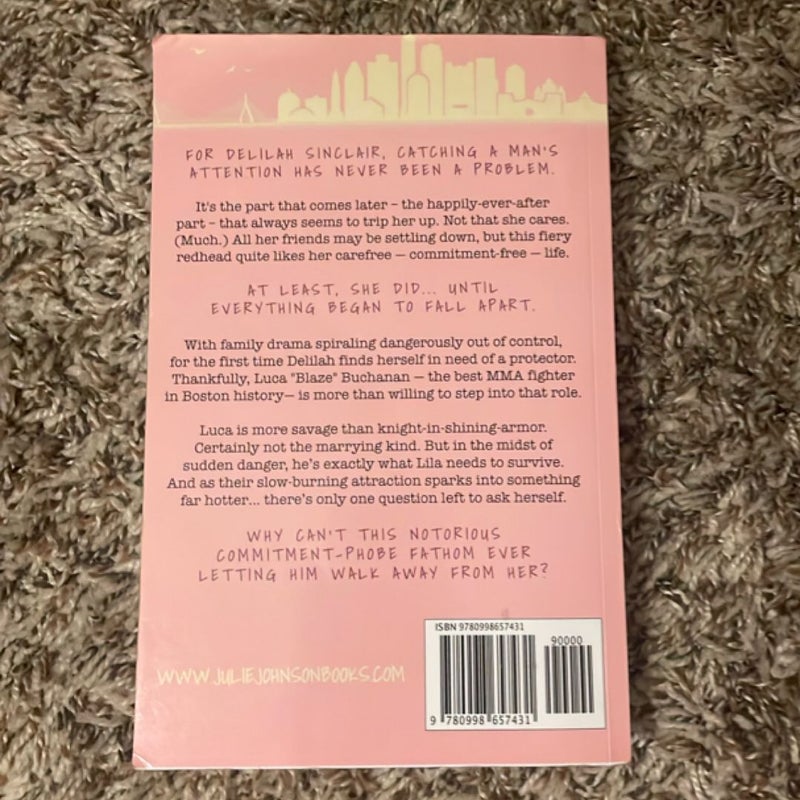 FOR DELILAH SINCLAIR, CATCHING A MAN'S
ATTENTION HAS NEVER BEEN A PROBLEM.
It's the part that comes later – the happily-ever-after
part – that always seems to trip her up. Not that she cares.
(Much.) All her friends may be settling down, but this fiery
redhead quite likes her carefree — commitment-free — life.
AT LEAST, SHE DID... UNTIL
EVERYTHING BEGAN TO FALL APART.
With family drama spiraling dangerously out of control,
for the first time Delilah finds herself in need of a protector.
Thankfully, Luca "Blaze" Buchanan — the best MMA fighter
in Boston history— is more than willing to step into that role.
Luca is more savage than knight-in-shining-armor.
Certainly not the marrying kind. But in the midst of
sudden danger, he's exactly what Lila needs to survive.
And as their slow-burning attraction sparks into something
far hotter... there's only one question left to ask herself.
WHY CAN'T THIS NOTORIOUS
COMMITMENT-PHOBE FATHOM EVER
LETTING HIM WALK AWAY FROM HER?
WWW.JULIEJOHNSONBOOKS.COM
ISBN 9780998657431
90000
9 780998 657431